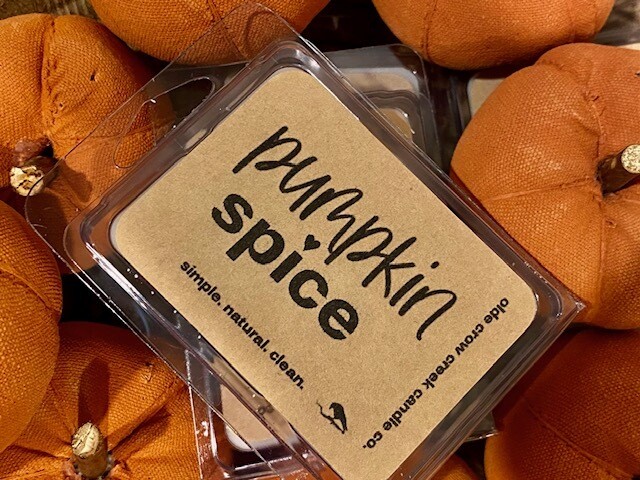 pumpkin
spice
simple. natural. clean.
olde crow creek candle co.